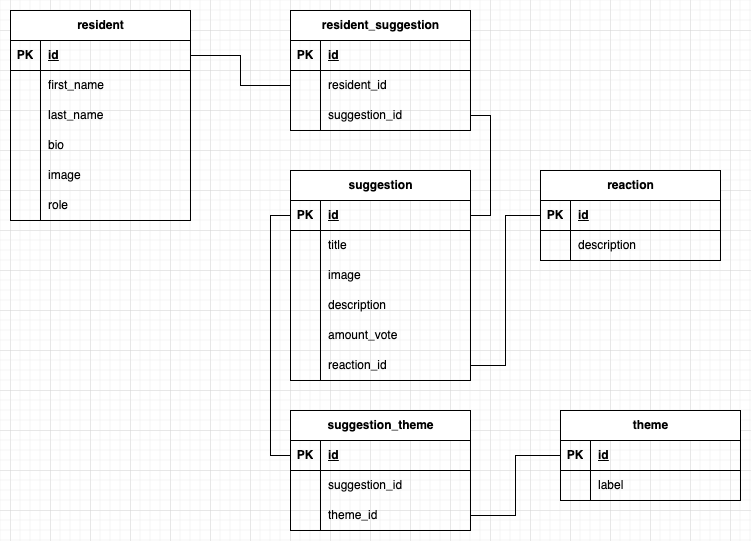 resident
PK id
first_name
last_name
bio
image
role
resident_suggestion
PK id
resident_id
suggestion_id
suggestion
PK id
title
image
description
amount_vote
reaction_id
reaction
PK id
description
suggestion_theme
PK id
suggestion_id
theme_id
theme
PK id
label